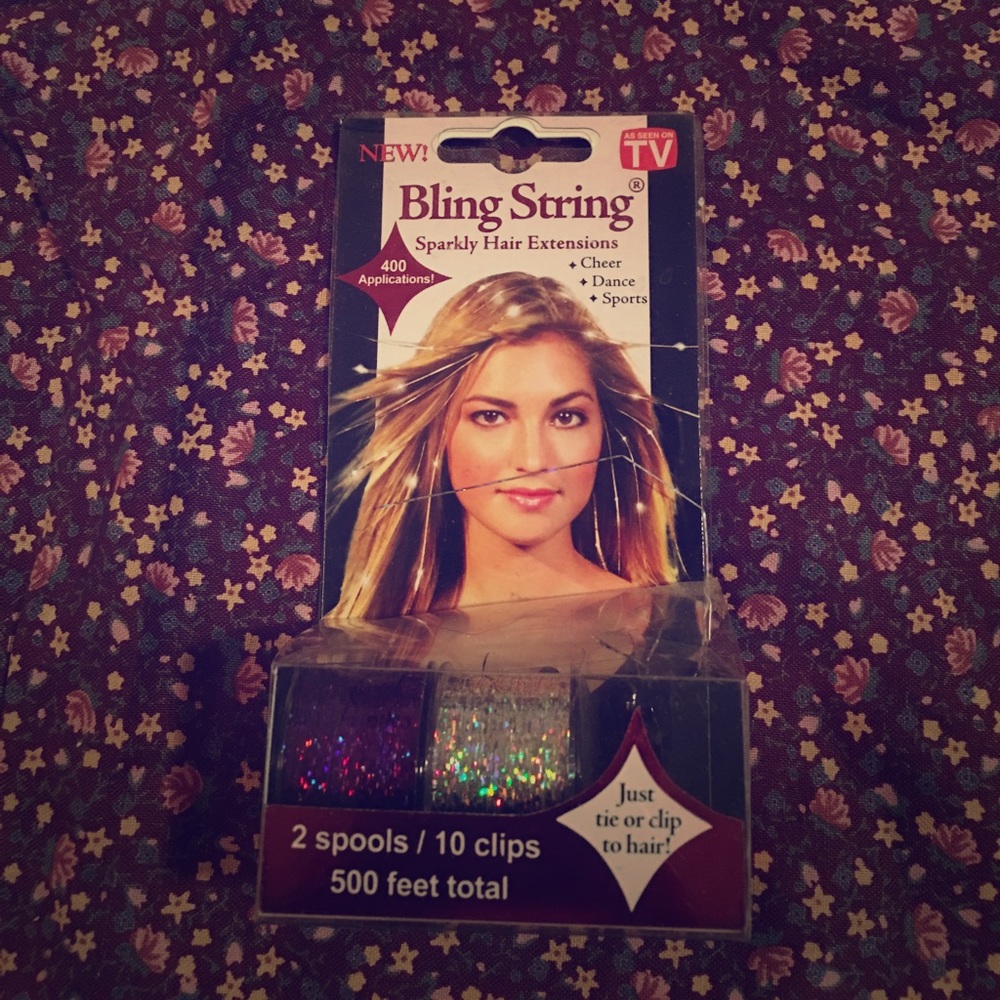 NEW!
AS SEEN ON
TV
Bling String®
Sparkly Hair Extensions
400
Applications!
Cheer
Dance
Sports
2 spools / 10 clips
500 feet total
Just
tie or clip
to hair!